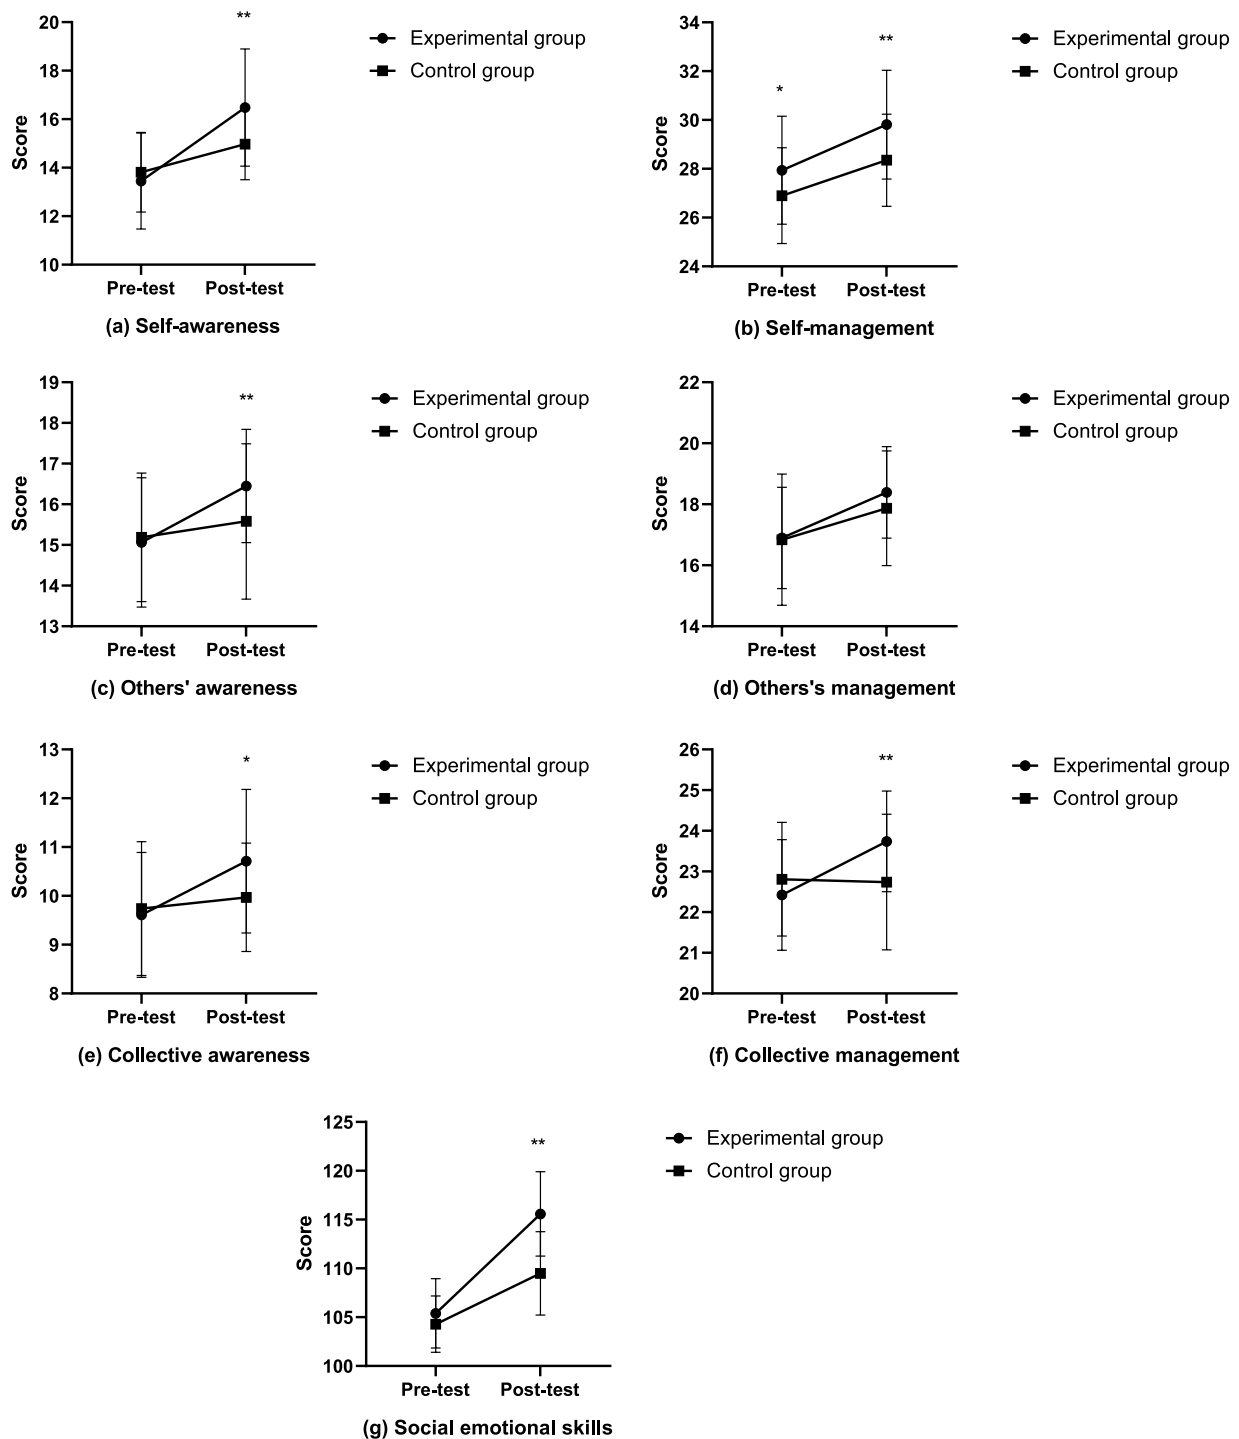 20
18
16
14
12
10
Score
**
Pre-test
Post-test
Experimental group
Control group
(a) Self-awareness
34
32
30
28
26
24
Score
*
**
Pre-test
Post-test
Experimental group
Control group
(b) Self-management
19
18
17
16
15
14
13
Score
**
Pre-test
Post-test
Experimental group
Control group
(c) Others' awareness
22
20
18
16
14
Score
Pre-test
Post-test
Experimental group
Control group
(d) Others's management
13
12
11
10
9
8
Score
*
Pre-test
Post-test
Experimental group
Control group
(e) Collective awareness
26
25
24
23
22
21
20
Score
**
Pre-test
Post-test
Experimental group
Control group
(f) Collective management
125
120
115
110
105
100
Score
**
Pre-test
Post-test
Experimental group
Control group
(g) Social emotional skills